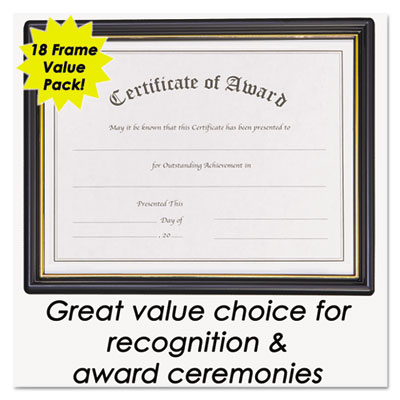 18 Frame
Value
Pack!
Certificate of Award
May it be known that this Certificate has been presented to
for Outstanding Achievement in
Presented This
Day of
, 20
Great value choice for
recognition &
award ceremonies